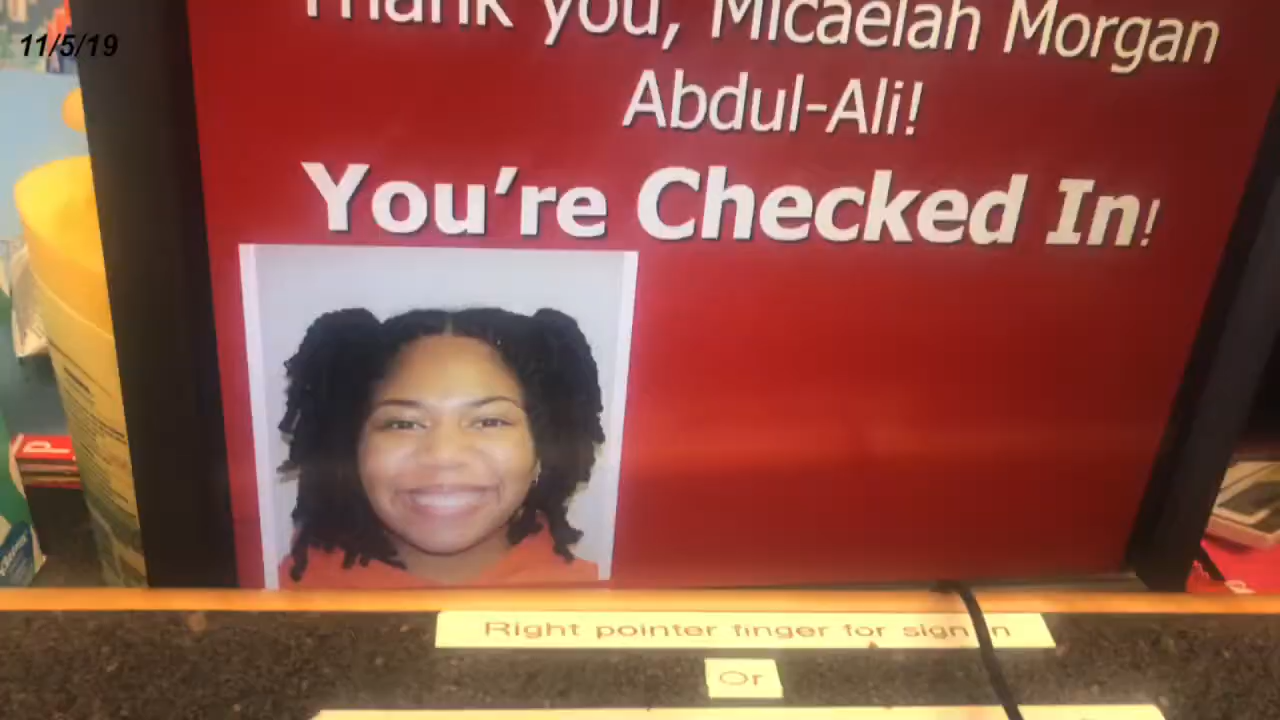 11/5/19
Thank you, Micaelah Morgan
Abdul-Ali!
You're Checked In!
Right pointer finger for sign n
Or